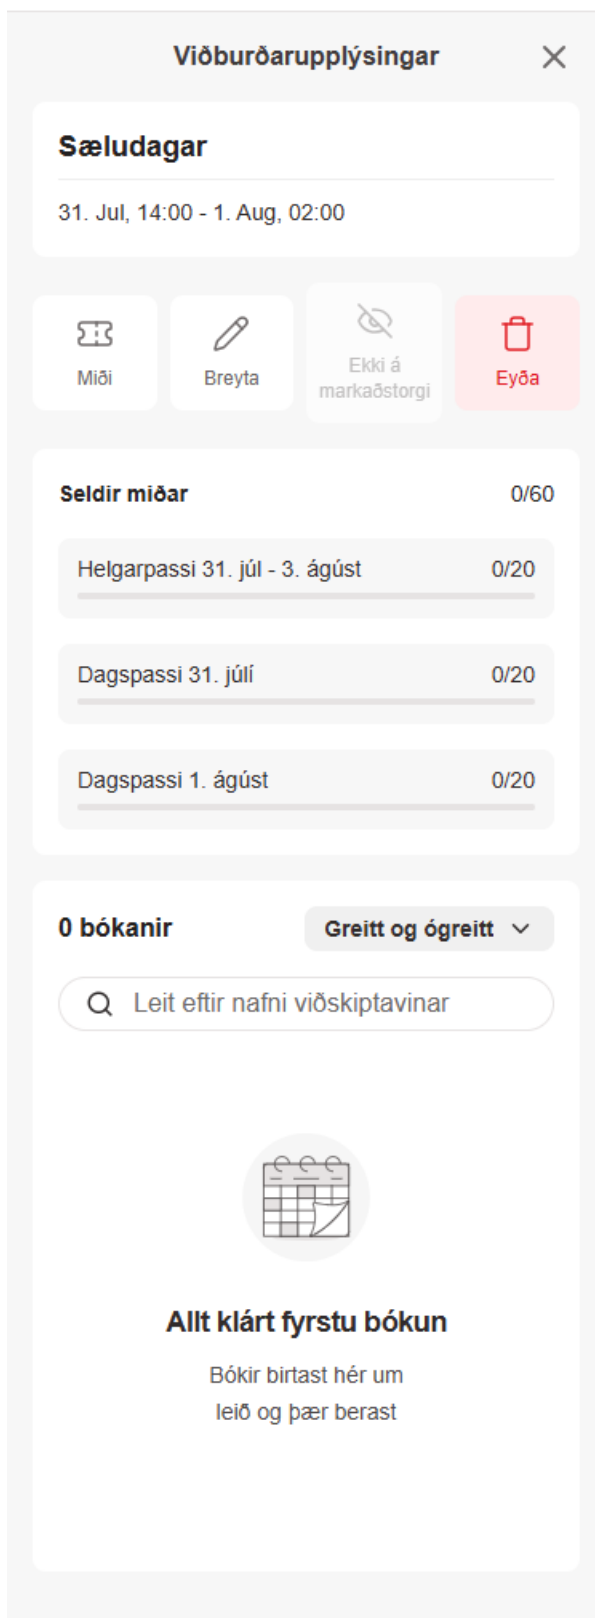 Viðburðarupplýsingar
Sæludagar
31. Jul, 14:00 - 1. Aug, 02:00
Miði
Breyta
Ekki á
markaðstorgi
Eyða
Seldir miðar 0/60
Helgarpassi 31. júl - 3. ágúst 0/20
Dagspassi 31. júlí 0/20
Dagspassi 1. ágúst 0/20
0 bókanir
Greitt og ógreitt
Leit eftir nafni viðskiptavinar
Allt klárt fyrstu bókun
Bókir birtast hér um
leið og þær berast